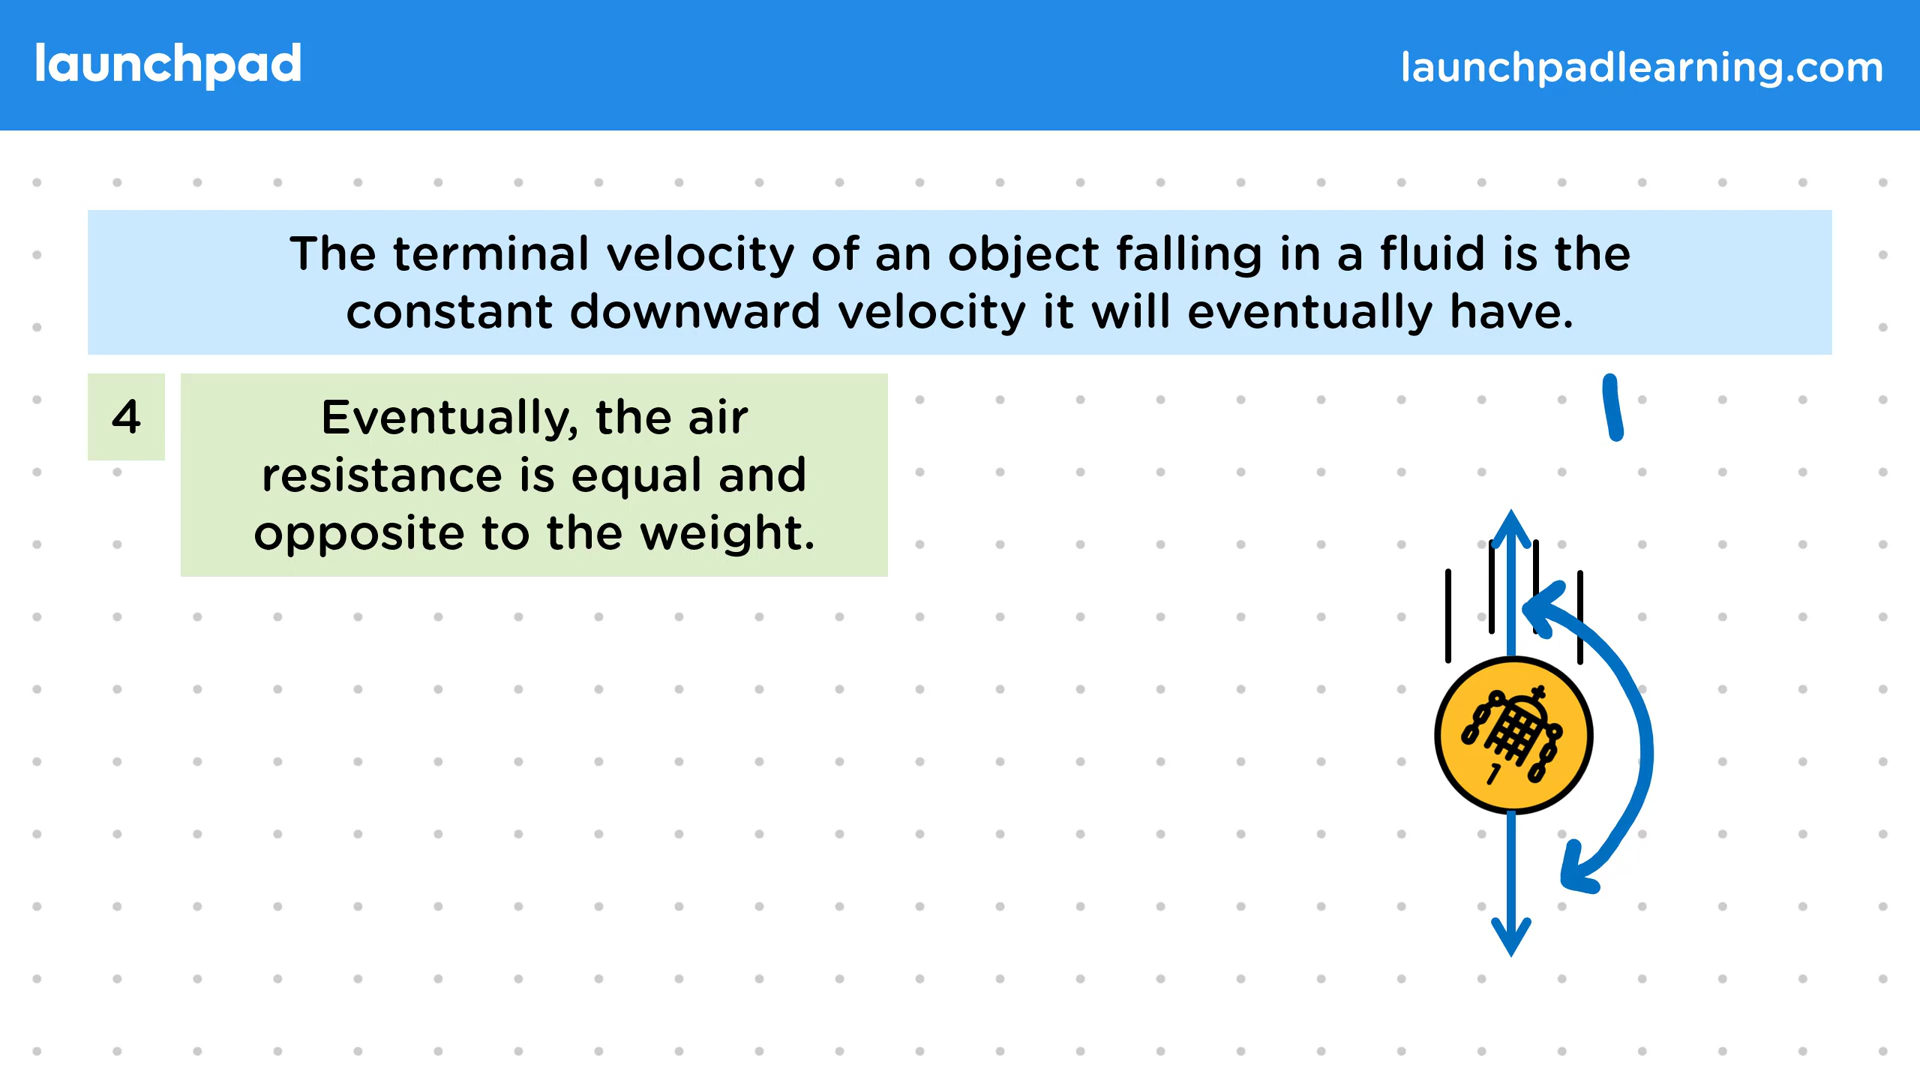 launchpad
launchpadlearning.com
The terminal velocity of an object falling in a fluid is the
constant downward velocity it will eventually have.
4
Eventually, the air
resistance is equal and
opposite to the weight.
1